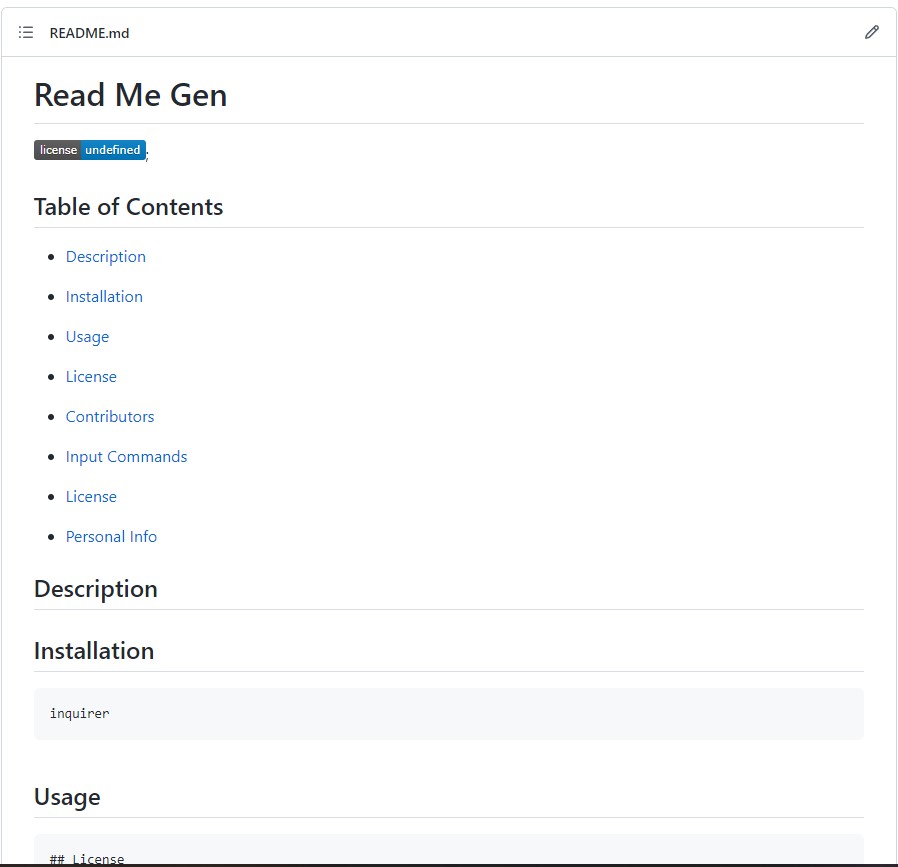 README.md
Read Me Gen
license undefined ;
Table of Contents
Description
Installation
Usage
License
Contributors
Input Commands
License
Personal Info
Description
Installation
inquirer
Usage
## License